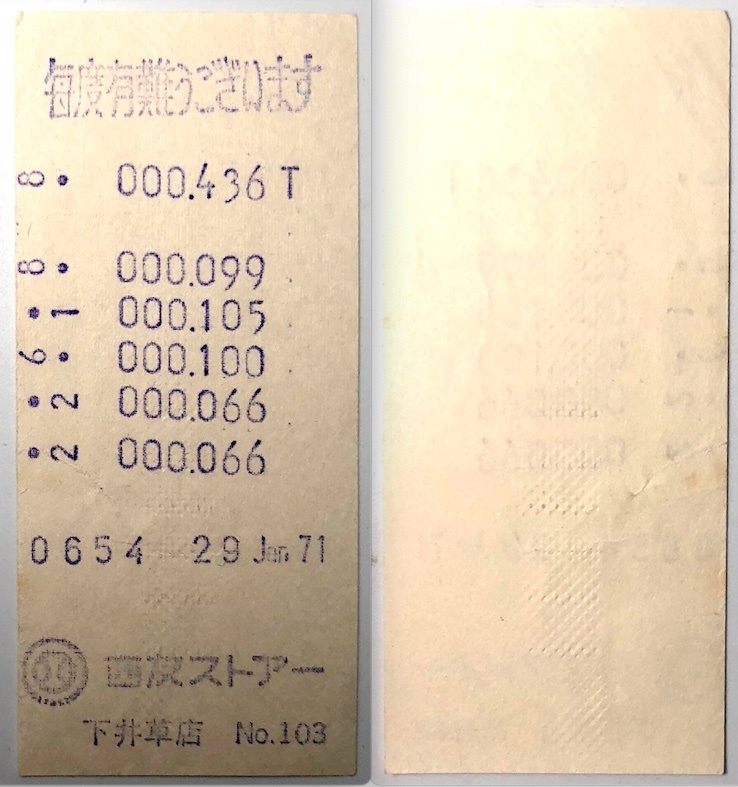 毎度有難うございます
8. 000.436 T
8. 000.099
.1 000.105
6. 000.100
.2 000.066
.2 000.066
0654 29 Jan 71
西友ストアー
下井草店 No.103